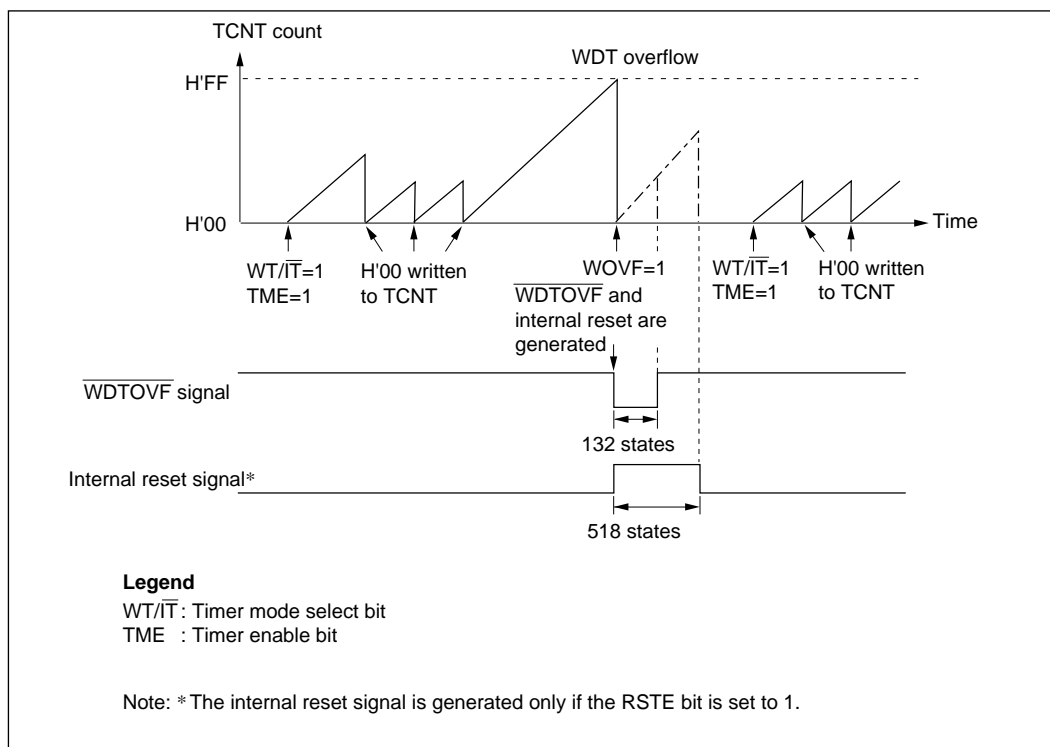 TCNT count
WDT overflow
H'FF
H'00
Time
WT/IT=1
TME=1
H'00 written
to TCNT
WOVF=1
WT/IT=1
TME=1
H'00 written
to TCNT
WDTOVF and
internal reset are
generated
WDTOVF signal
132 states
Internal reset signal*
518 states
Legend
WT/IT : Timer mode select bit
TME : Timer enable bit
Note: * The internal reset signal is generated only if the RSTE bit is set to 1.